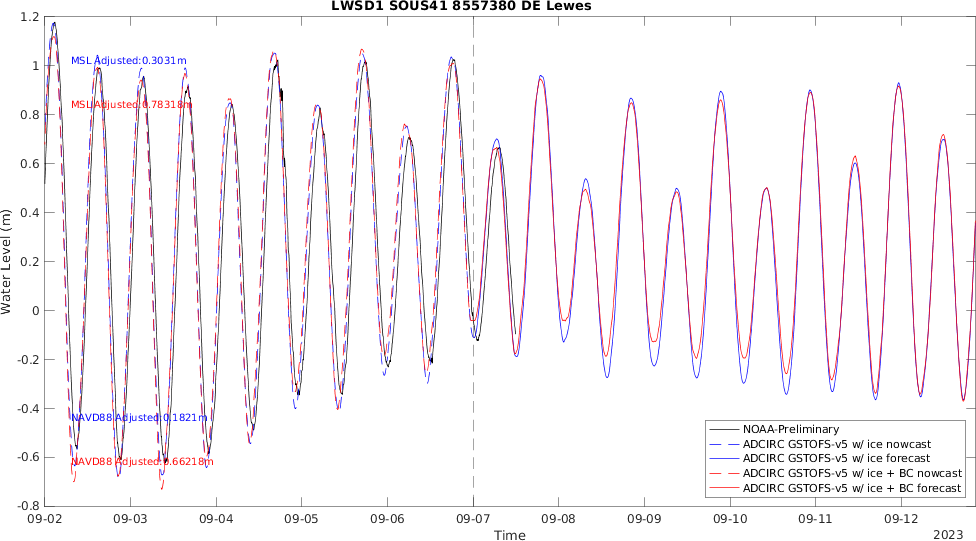 LWSD1 SOUS41 8557380 DE Lewes
1.2
1
0.8
0.6
0.4
0.2
0
-0.2
-0.4
-0.6
-0.8
Water Level (m)
MSL Adjusted:0.3031m
MSL Adjusted:0.78318m
NAVD88 Adjusted:0.1821m
NAVD88 Adjusted:0.66218m
NOAA-Preliminary
ADCIRC GSTOFS-v5 w/ ice nowcast
ADCIRC GSTOFS-v5 w/ ice forecast
ADCIRC GSTOFS-v5 w/ ice + BC nowcast
ADCIRC GSTOFS-v5 w/ ice + BC forecast
09-02 09-03 09-04 09-05 09-06 09-07 09-08 09-09 09-10 09-11 09-12
Time
2023